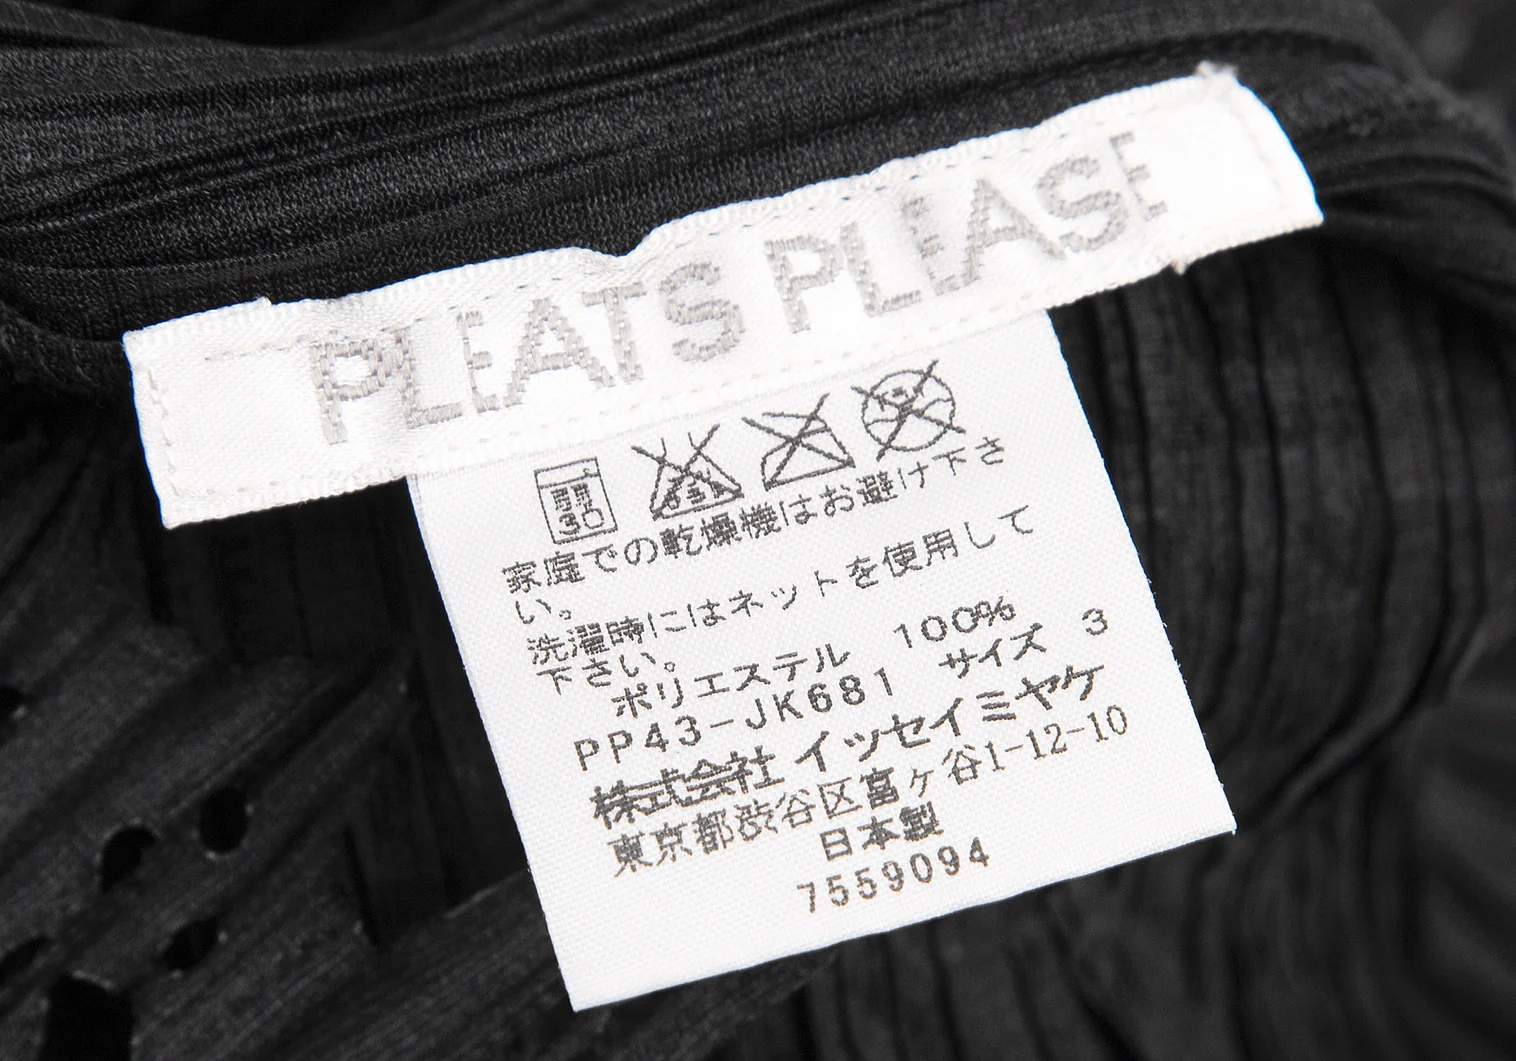 PLEATS PLEASE
30
家庭での乾燥機はお避け下さ
い。
洗濯時にはネットを使用して
下さい。
ポリエステル 100%
PP43-JK681 サイズ 3
株式会社 イッセイミヤケ
東京都渋谷区富ヶ谷1-12-10
日本製
7559094